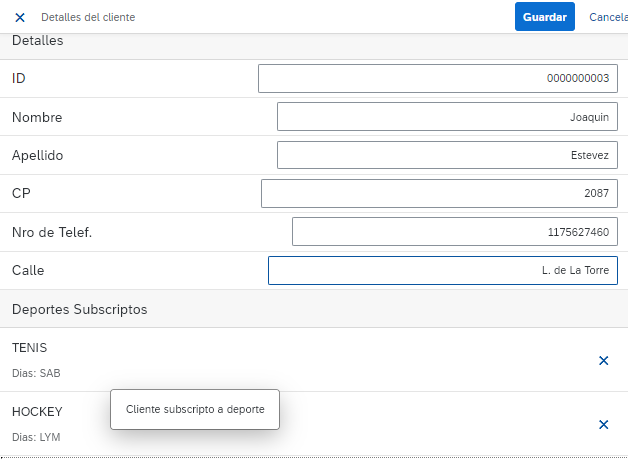 Detalles del cliente
Guardar
Cancela
Detalles
ID 0000000003
Nombre Joaquin
Apellido Estevez
CP 2087
Nro de Telef. 1175627460
Calle L. de La Torre
Deportes Subscriptos
TENIS
Dias: SAB
HOCKEY
Dias: LYM
Cliente subscripto a deporte